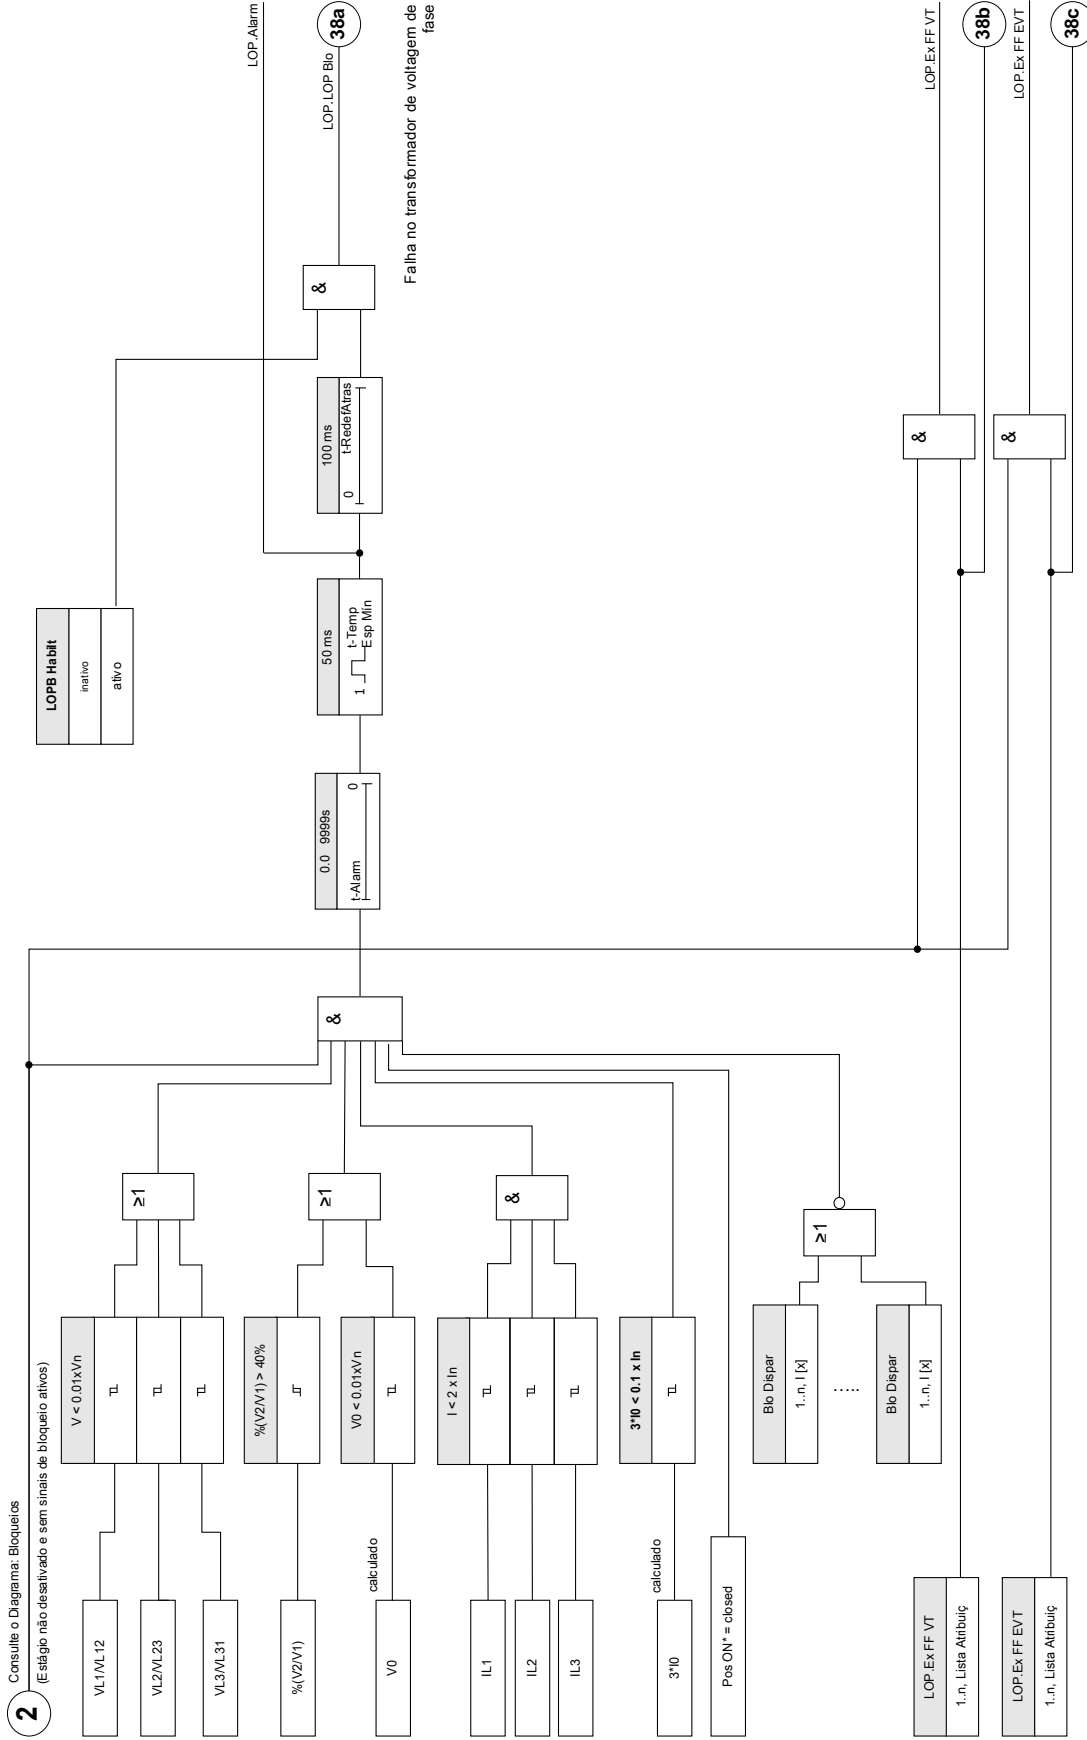 2
Consulte o Diagrama: Bloqueios
(Estágio não desativado e sem sinais de bloqueio ativos)
VL1/VL12
VL2/VL23
VL3/VL31
V < 0.01xVn
≥1
%(V2/V1)
%(V2/V1) > 40%
V0
calculado
V0 < 0.01xVn
≥1
IL1
IL2
IL3
I < 2 x In
&
3*I0
calculado
3*I0 < 0.1 x In
Pos ON* = closed
Blo Dispar
1..n, I [x]
.....
Blo Dispar
1..n, I [x]
≥1
&
0.0 9999s
t-Alarm
0
50 ms
1
t-Temp
Esp Mín
100 ms
0
t-RedefAtras
LOPB Habilt
inativo
ativo
&
LOP.Alarm
LOP.LOP Blo
38a
Falha no transformador de voltagem de
fase
LOP.Ex FF VT
1..n, Lista Atribuiç
LOP.Ex FF EVT
1..n, Lista Atribuiç
&
LOP.Ex FF VT
38b
&
LOP.Ex FF EVT
38c